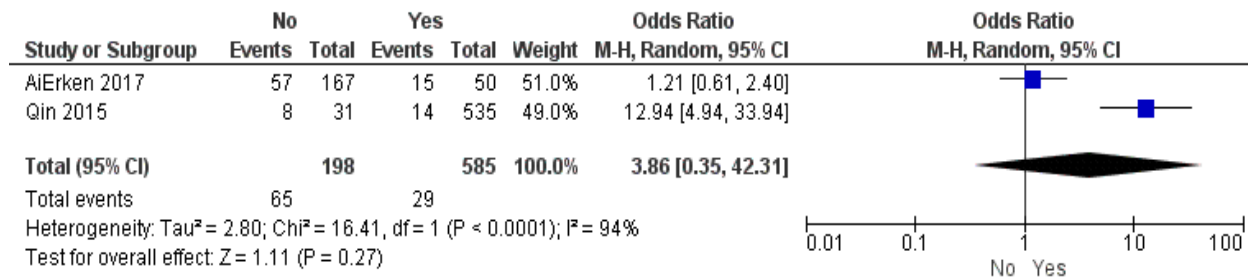 No Yes Odds Ratio Odds Ratio
Study or Subgroup Events Total Events Total Weight M-H, Random, 95% CI M-H, Random, 95% CI
AiErken 2017 57 167 15 50 51.0% 1.21 [0.61, 2.40]
Qin 2015 8 31 14 535 49.0% 12.94 [4.94, 33.94]
Total (95% CI) 198 585 100.0% 3.86 [0.35, 42.31]
Total events 65 29
Heterogeneity: Tau² = 2.80; Chi² = 16.41, df = 1 (P < 0.0001); I² = 94%
Test for overall effect: Z = 1.11 (P = 0.27)
0.01 0.1 1 10 100
No Yes